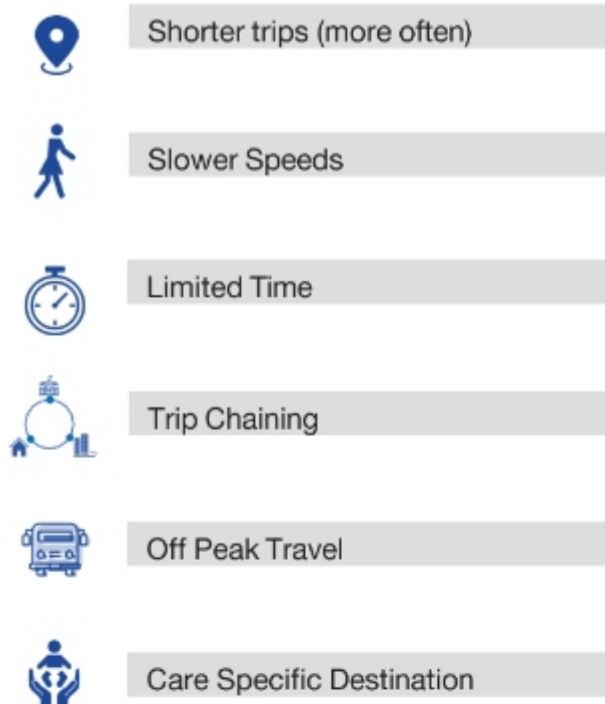 Shorter trips (more often)
Slower Speeds
Limited Time
Trip Chaining
Off Peak Travel
Care Specific Destination